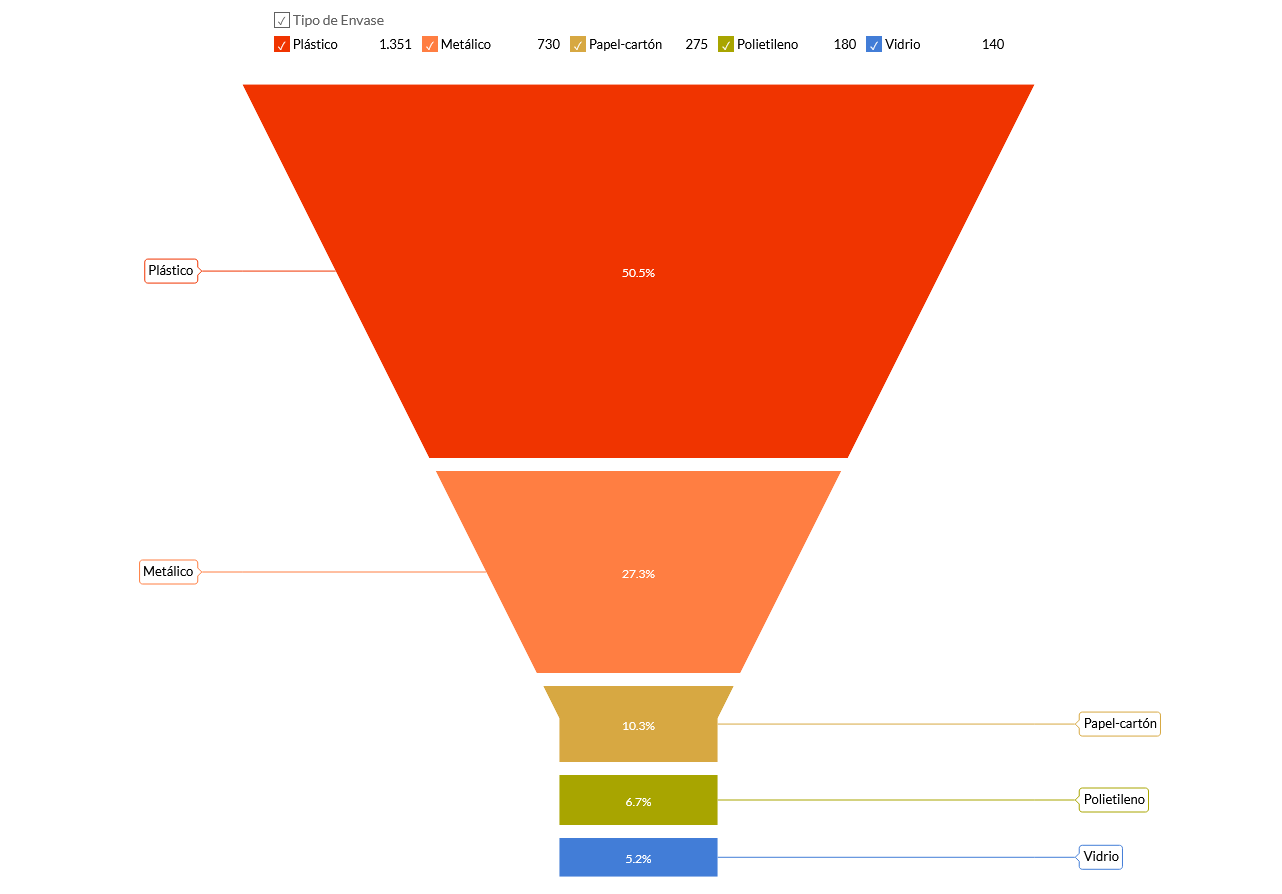 Tipo de Envase
Plástico 1.351 Metálico 730 Papel-cartón 275 Polietileno 180 Vidrio 140
Plástico
50.5%
Metálico
27.3%
10.3%
Papel-cartón
6.7%
Polietileno
5.2%
Vidrio